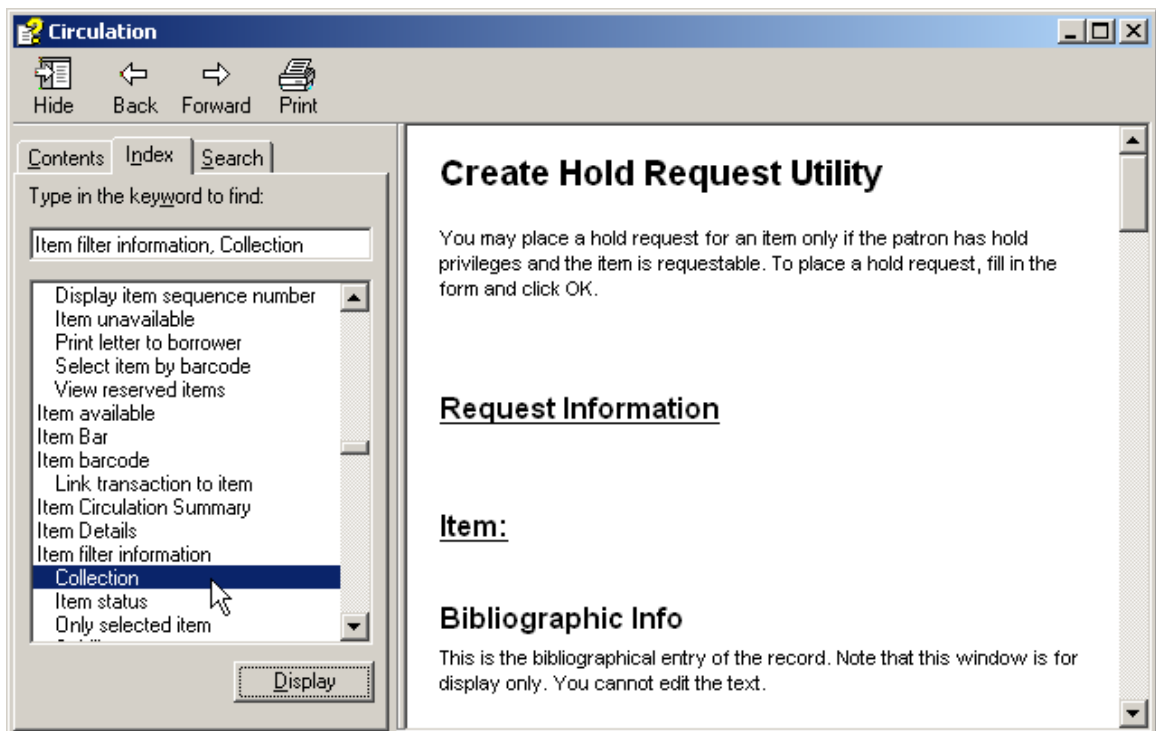 Circulation
Hide Back Forward Print
Contents Index Search
Type in the keyword to find:
Item filter information, Collection
Display item sequence number
Item unavailable
Print letter to borrower
Select item by barcode
View reserved items
Item available
Item Bar
Item barcode
Link transaction to item
Item Circulation Summary
Item Details
Item filter information
Collection
Item status
Only selected item
Display
Create Hold Request Utility
You may place a hold request for an item only if the patron has hold
privileges and the item is requestable. To place a hold request, fill in the
form and click OK.
Request Information
Item:
Bibliographic Info
This is the bibliographical entry of the record. Note that this window is for
display only. You cannot edit the text.